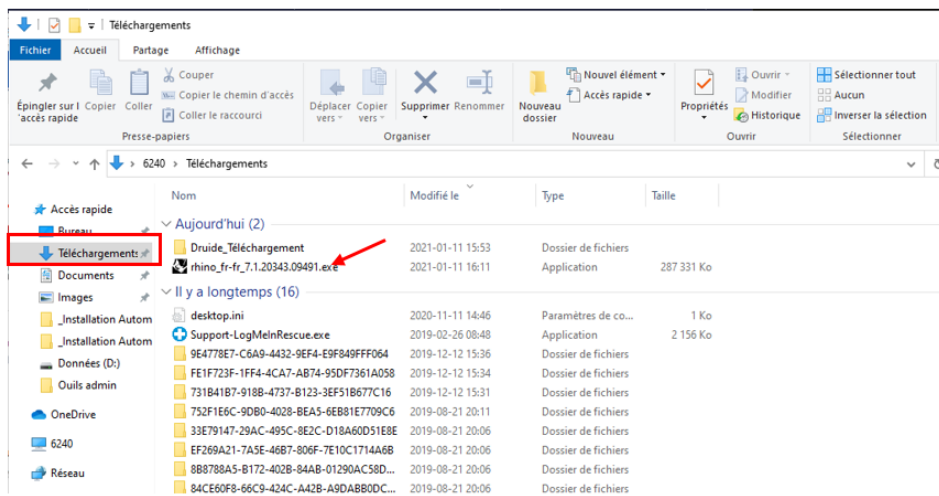 Téléchargements
Fichier Accueil Partage Affichage
Épingler sur l'accès rapide
Copier
Coller
Couper
Copier le chemin d'accès
Coller le raccourci
Presse-papiers
Déplacer vers
Copier vers
Supprimer
Renommer
Organiser
Nouveau dossier
Nouvel élément
Accès rapide
Nouveau
Propriétés
Ouvrir
Modifier
Historique
Ouvrir
Sélectionner tout
Aucun
Inverser la sélection
Sélectionner
6240 Téléchargements
Accès rapide
Bureau
Téléchargements
Documents
Images
_Installation Autom
_Installation Autom
Données (D:)
Ouils admin
OneDrive
6240
Réseau
Nom Modifié le Type Taille
Aujourd'hui (2)
Druide_Téléchargement 2021-01-11 15:53 Dossier de fichiers
rhino_fr-fr_7.1.20343.09491.exe 2021-01-11 16:11 Application 287 331 Ko
Il y a longtemps (16)
desktop.ini 2020-11-11 14:46 Paramètres de co... 1 Ko
Support-LogMeInRescue.exe 2019-02-26 08:48 Application 2 156 Ko
9E4778E7-C6A9-4432-9EF4-E9F849FFF064 2019-12-12 15:36 Dossier de fichiers
FE1F723F-1FF4-4CA7-AB74-95DF7361A058 2019-12-12 15:34 Dossier de fichiers
731B41B7-918B-4737-B123-3EF51B677C16 2019-12-12 15:31 Dossier de fichiers
752F1E6C-9DB0-4028-BEA5-6EB81E7709C6 2019-08-21 20:11 Dossier de fichiers
33E79147-29AC-495C-8E2C-D18A60D51E8E 2019-08-21 20:06 Dossier de fichiers
EF269A21-7A5E-46B7-806F-7E10C1714A6B 2019-08-21 20:06 Dossier de fichiers
8B8788A5-B172-402B-84AB-01290AC58D... 2019-08-21 20:06 Dossier de fichiers
84CE60F8-66C9-424C-A42B-A9DABB0DC... 2019-08-21 20:06 Dossier de fichiers